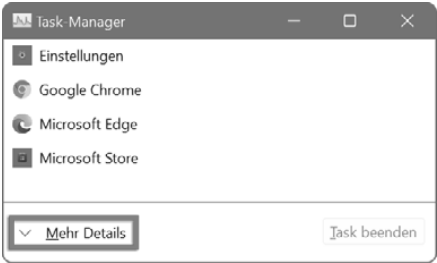 Task-Manager
Einstellungen
Google Chrome
Microsoft Edge
Microsoft Store
Mehr Details
Task beenden